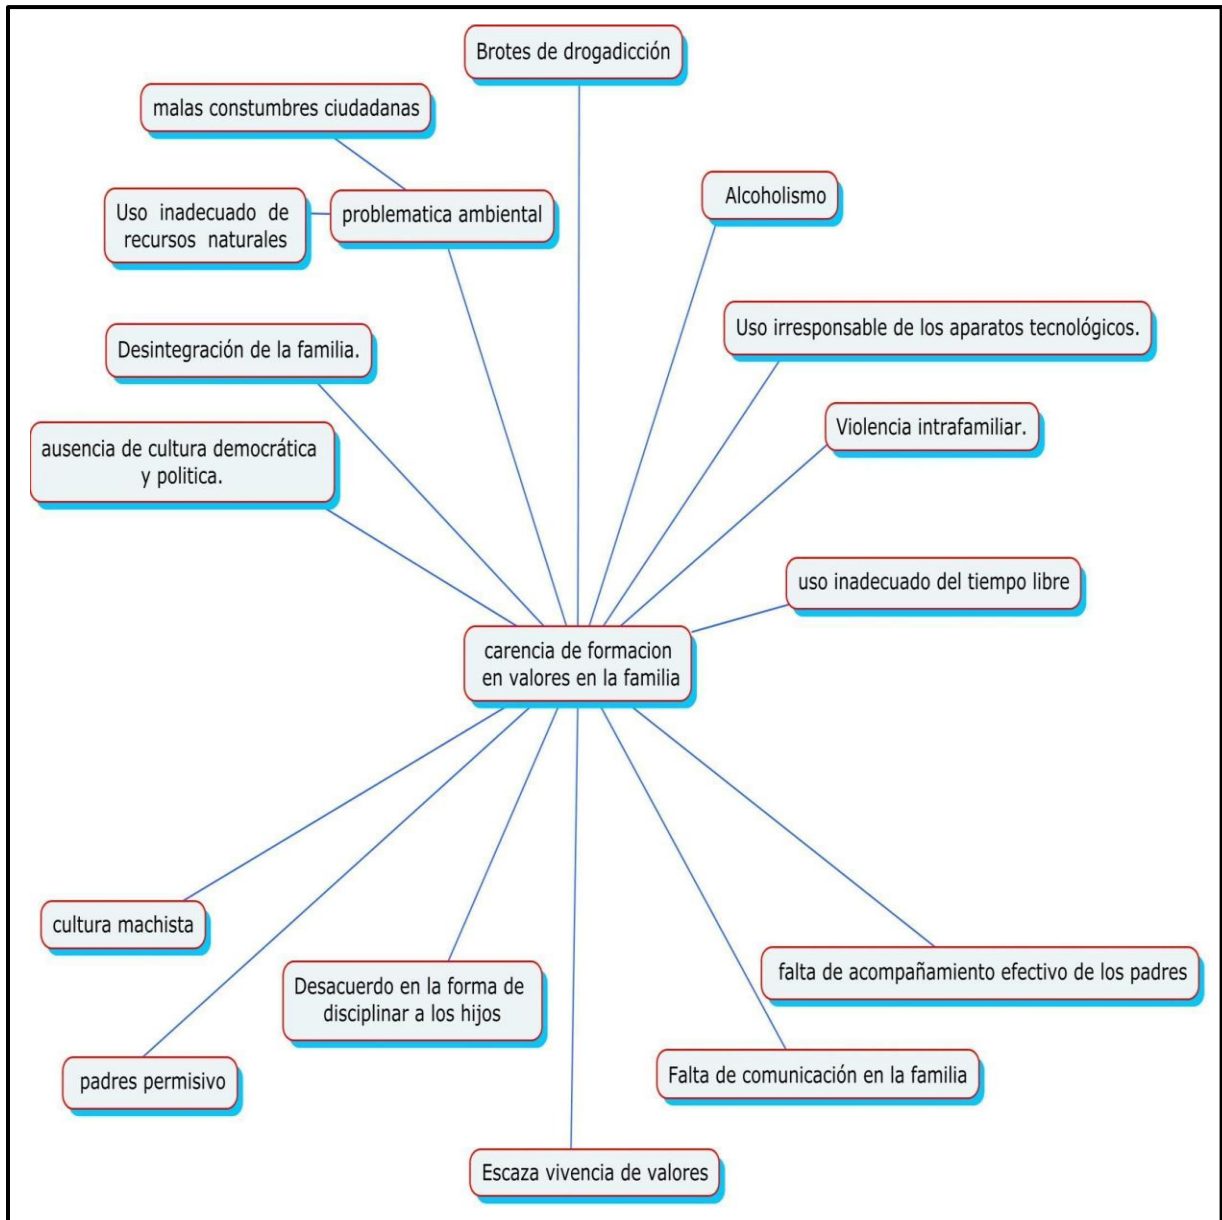 Brotes de drogadicción
malas constumbres ciudadanas
Alcoholismo
Uso inadecuado de
recursos naturales
problematica ambiental
Uso irresponsable de los aparatos tecnológicos.
Desintegración de la familia.
Violencia intrafamiliar.
ausencia de cultura democrática
y politica.
uso inadecuado del tiempo libre
carencia de formacion
en valores en la familia
cultura machista
falta de acompañamiento efectivo de los padres
Desacuerdo en la forma de
disciplinar a los hijos
padres permisivo
Falta de comunicación en la familia
Escaza vivencia de valores